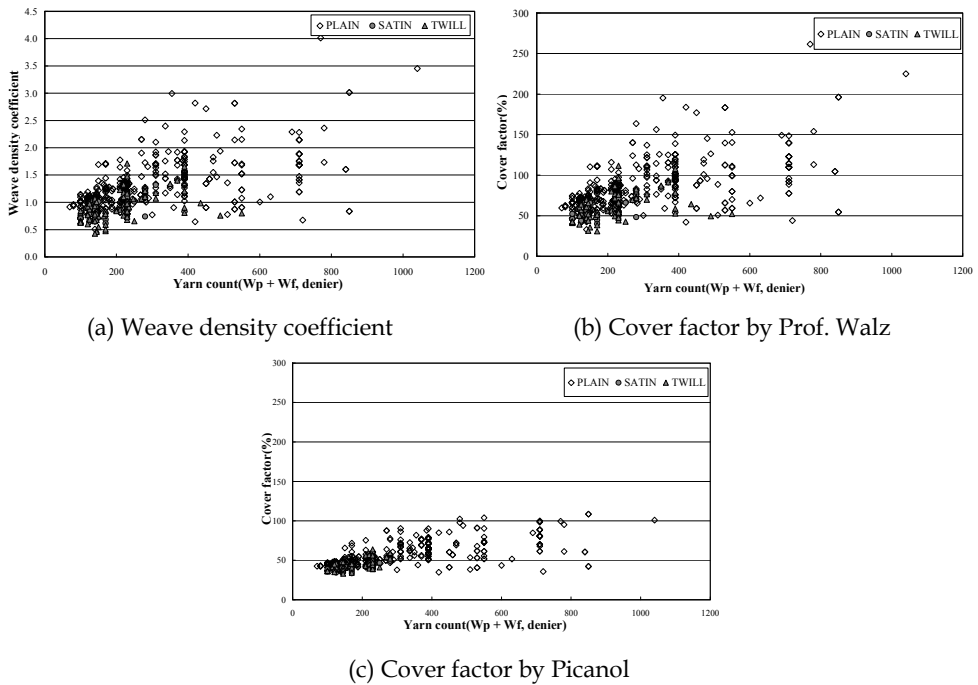 PLAIN SATIN TWILL
Weave density coefficient
4.5
4.0
3.5
3.0
2.5
2.0
1.5
1.0
0.5
0.0
0 200 400 600 800 1000 1200
Yarn count(Wp + Wf, denier)
(a) Weave density coefficient
PLAIN SATIN TWILL
Cover factor(%)
300
250
200
150
100
50
0
0 200 400 600 800 1000 1200
Yarn count(Wp + Wf, denier)
(b) Cover factor by Prof. Walz
PLAIN SATIN TWILL
Cover factor(%)
300
250
200
150
100
50
0
0 200 400 600 800 1000 1200
Yarn count(Wp + Wf, denier)
(c) Cover factor by Picanol